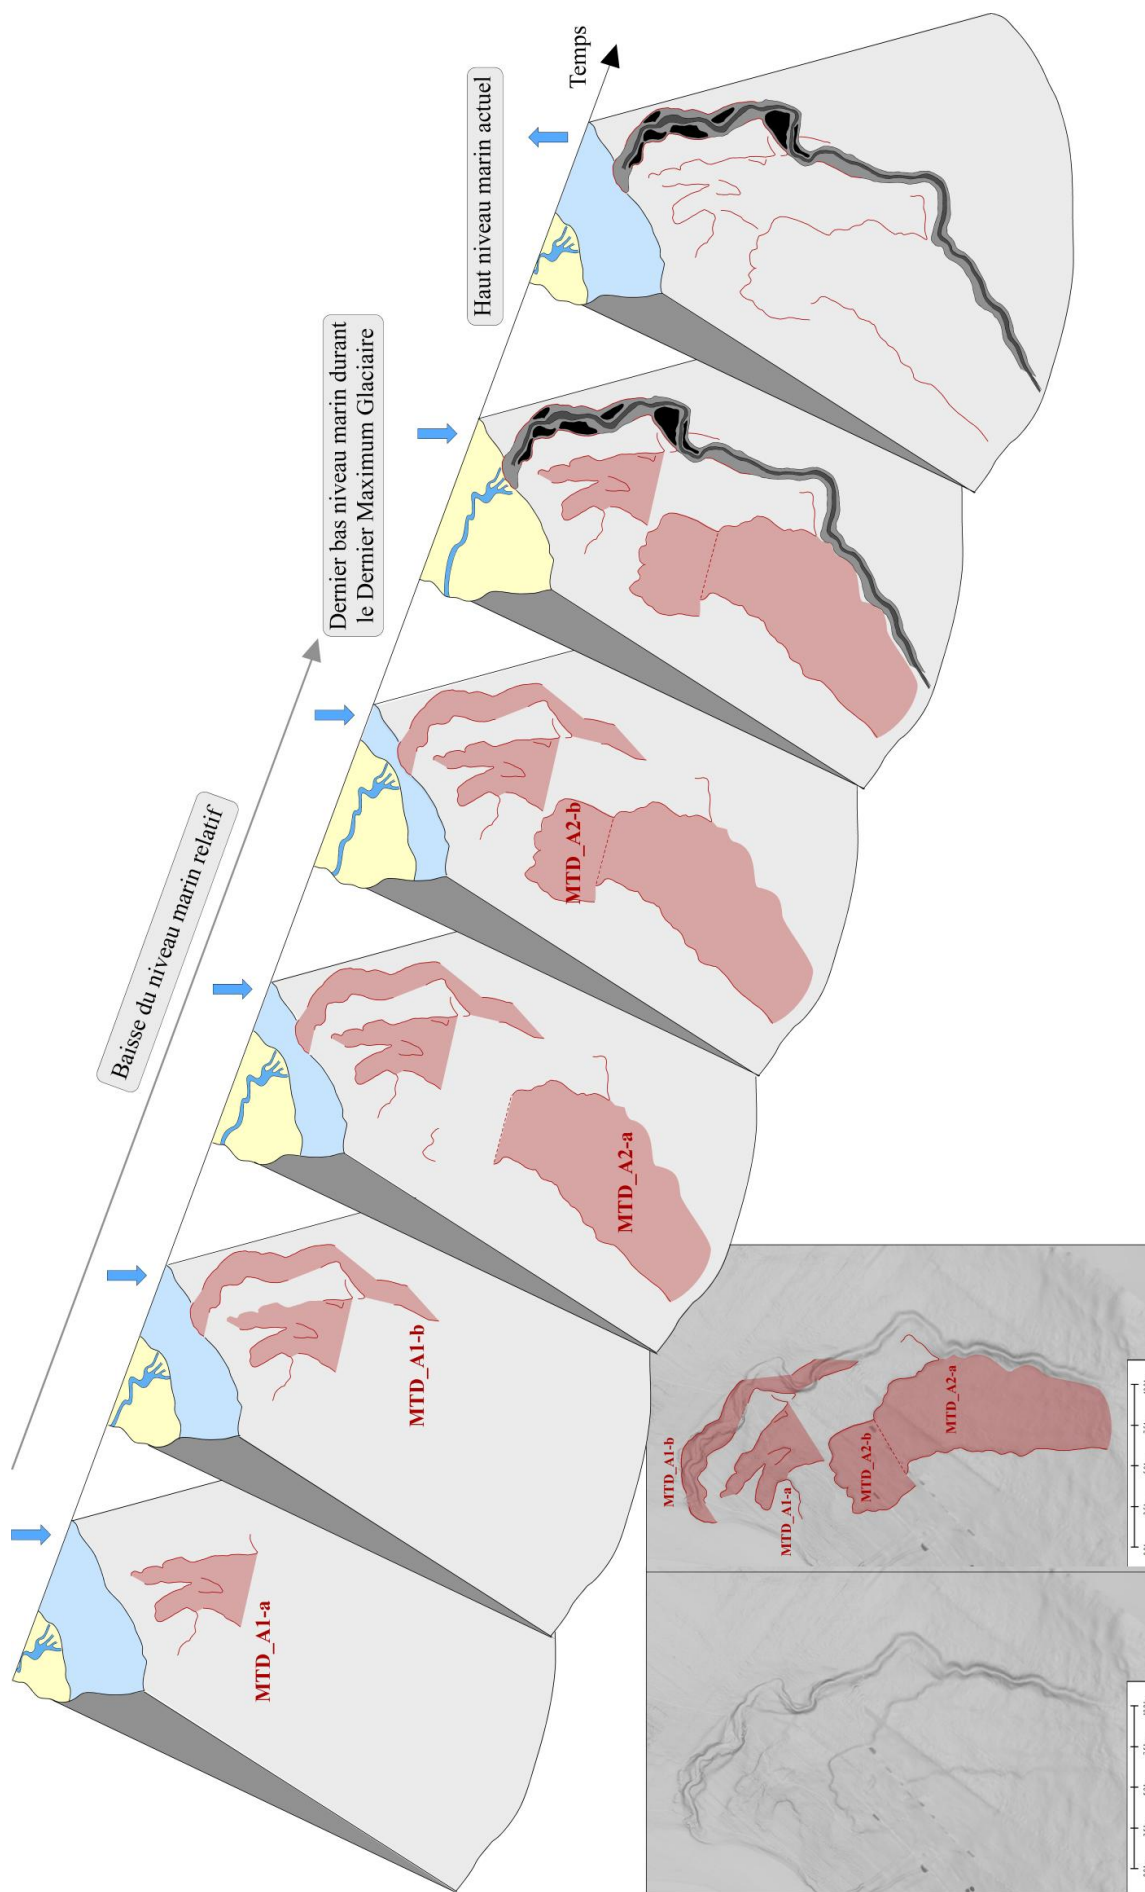 Temps
Haut niveau marin actuel
Dernier bas niveau marin durant
le Dernier Maximum Glaciaire
Baisse du niveau marin relatif
MTD_A1-a
MTD_A1-b
MTD_A2-a
MTD_A2-b
MTD_A1-b
MTD_A1-a
MTD_A2-b
MTD_A2-a